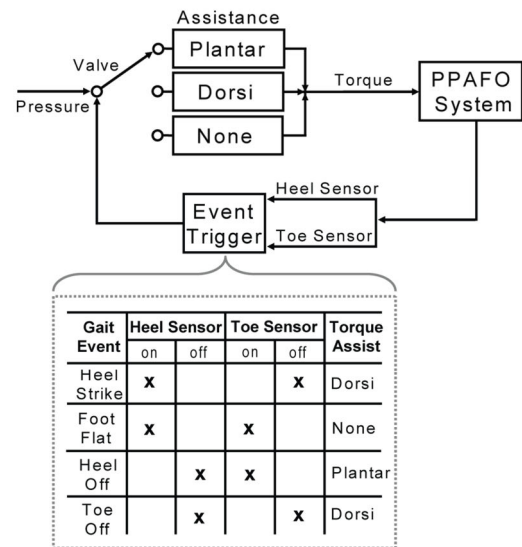 Assistance
Valve
Pressure
Plantar
Dorsi
None
Torque
PPAFO
System
Heel Sensor
Toe Sensor
Event
Trigger
Gait Event Heel Sensor Toe Sensor Torque Assist
on off on off
Heel Strike x x Dorsi
Foot Flat x x None
Heel Off x x Plantar
Toe Off x x Dorsi